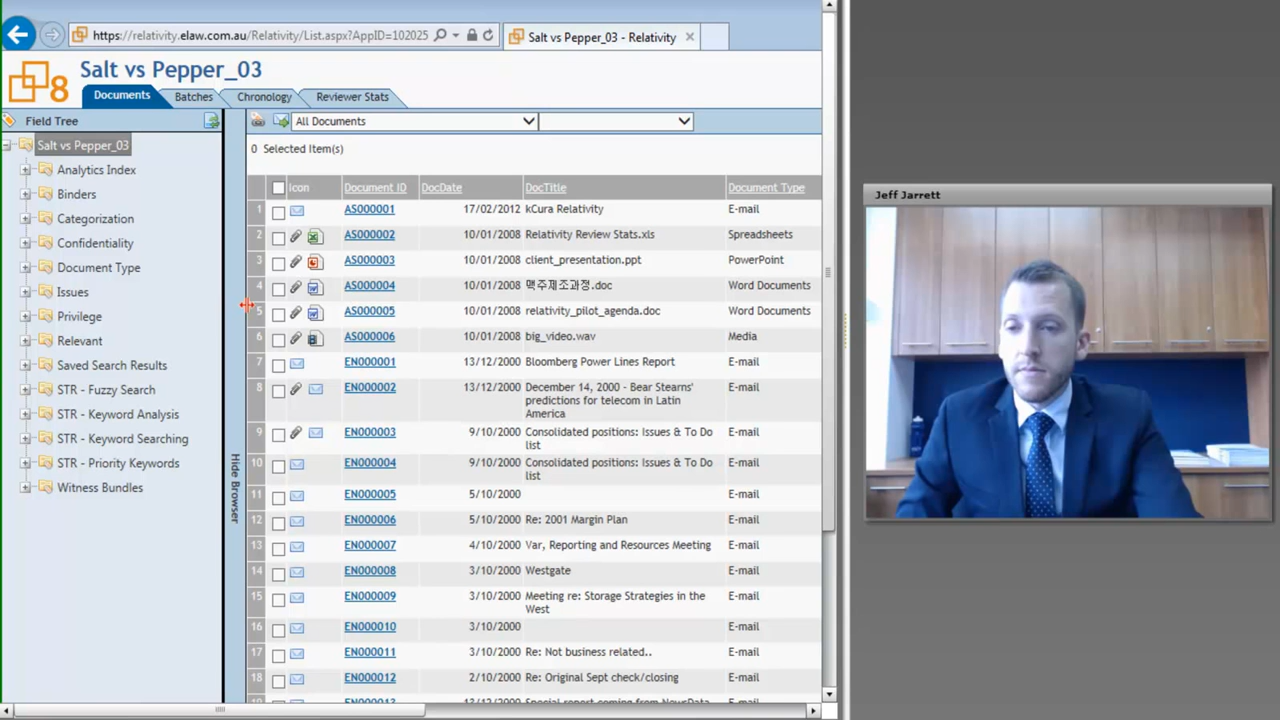 https://relativity.elaw.com.au/Relativity/List.aspx?AppID=102025
Salt vs Pepper_03 - Relativity
8
Salt vs Pepper_03
Documents
Batches
Chronology
Reviewer Stats
Field Tree
Salt vs Pepper_03
Analytics Index
Binders
Categorization
Confidentiality
Document Type
Issues
Privilege
Relevant
Saved Search Results
STR - Fuzzy Search
STR - Keyword Analysis
STR - Keyword Searching
STR - Priority Keywords
Witness Bundles
Hide Browser
All Documents
0 Selected Item(s)
Icon Document ID DocDate DocTitle Document Type
1 AS000001 17/02/2012 kCura Relativity E-mail
2 AS000002 10/01/2008 Relativity Review Stats.xls Spreadsheets
3 AS000003 10/01/2008 client_presentation.ppt PowerPoint
4 AS000004 10/01/2008 맥주제조과정.doc Word Documents
5 AS000005 10/01/2008 relativity_pilot_agenda.doc Word Documents
6 AS000006 10/01/2008 big_video.wav Media
7 EN000001 13/12/2000 Bloomberg Power Lines Report E-mail
8 EN000002 13/12/2000 December 14, 2000 - Bear Stearns' E-mail
predictions for telecom in Latin
America
9 EN000003 9/10/2000 Consolidated positions: Issues & To Do E-mail
list
10 EN000004 9/10/2000 Consolidated positions: Issues & To Do E-mail
list
11 EN000005 5/10/2000 E-mail
12 EN000006 5/10/2000 Re: 2001 Margin Plan E-mail
13 EN000007 4/10/2000 Var, Reporting and Resources Meeting E-mail
14 EN000008 3/10/2000 Westgate E-mail
15 EN000009 3/10/2000 Meeting re: Storage Strategies in the E-mail
West
16 EN000010 3/10/2000 E-mail
17 EN000011 3/10/2000 Re: Not business related.. E-mail
18 EN000012 2/10/2000 Re: Original Sept check/closing E-mail
Jeff Jarrett